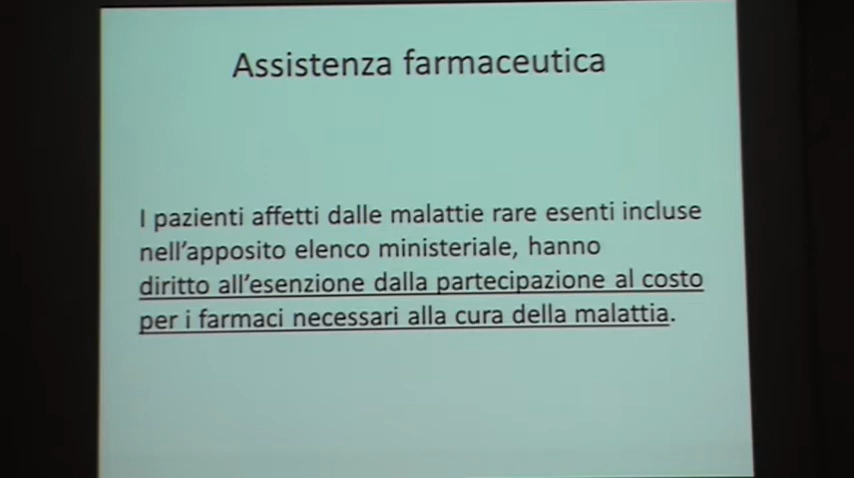 Assistenza farmaceutica
I pazienti affetti dalle malattie rare esenti incluse
nell'apposito elenco ministeriale, hanno
diritto all'esenzione dalla partecipazione al costo
per i farmaci necessari alla cura della malattia.